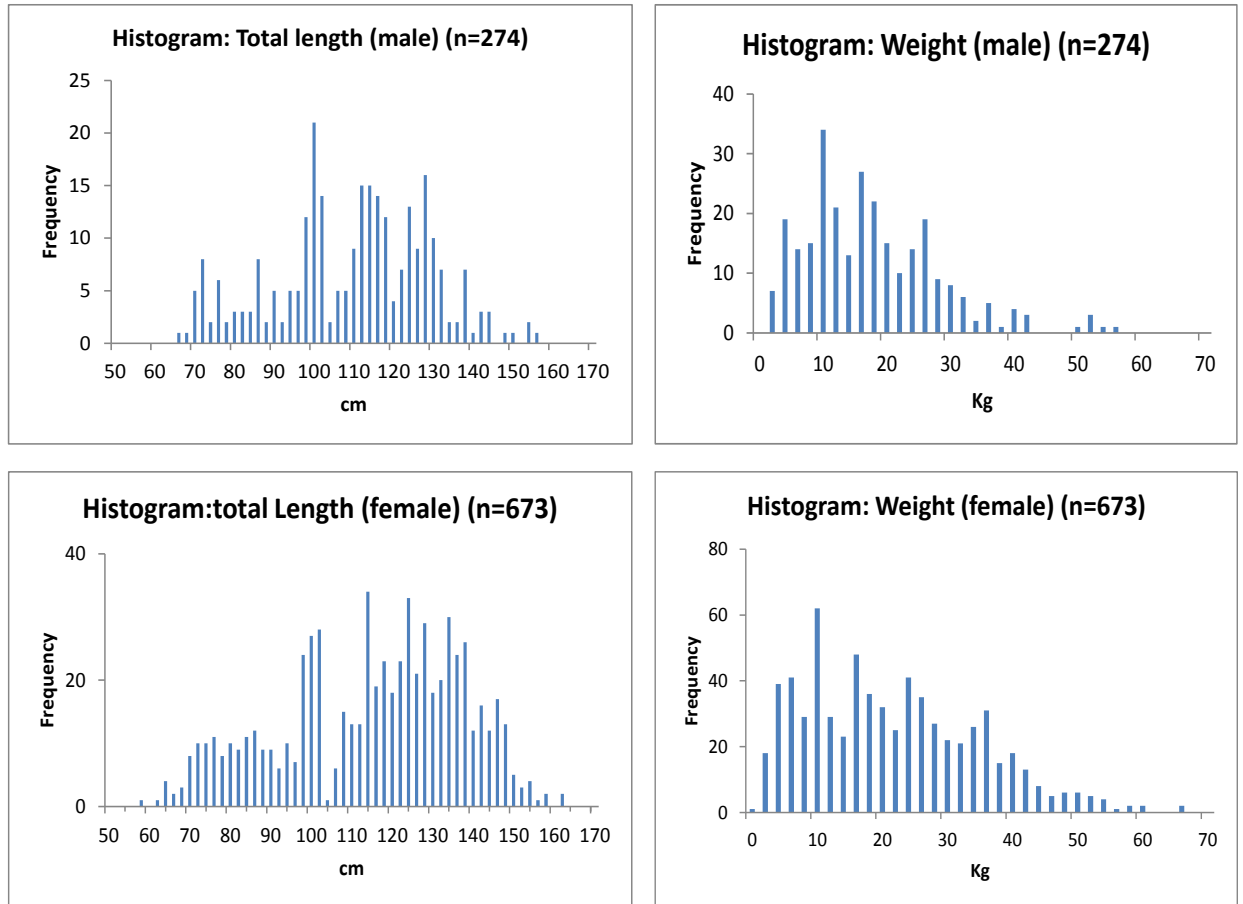 Histogram: Total length (male) (n=274)
25
20
15
10
5
0
Frequency
50 60 70 80 90 100 110 120 130 140 150 160 170
cm
Histogram: Weight (male) (n=274)
40
30
20
10
0
Frequency
0 10 20 30 40 50 60 70
Kg
Histogram:total Length (female) (n=673)
40
20
0
Frequency
50 60 70 80 90 100 110 120 130 140 150 160 170
cm
Histogram: Weight (female) (n=673)
80
60
40
20
0
Frequency
0 10 20 30 40 50 60 70
Kg